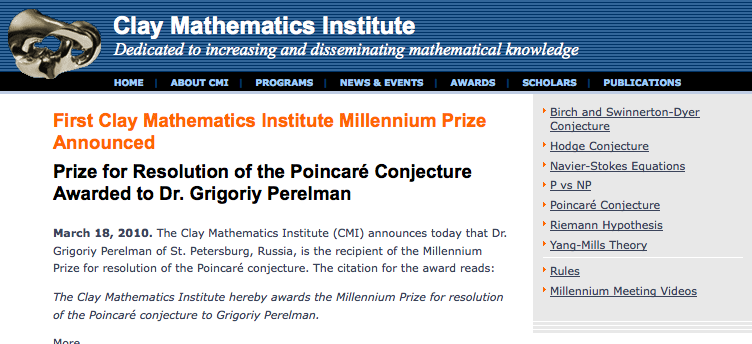 Clay Mathematics Institute
Dedicated to increasing and disseminating mathematical knowledge
HOME | ABOUT CMI | PROGRAMS | NEWS & EVENTS | AWARDS | SCHOLARS | PUBLICATIONS
First Clay Mathematics Institute Millennium Prize
Announced
Prize for Resolution of the Poincaré Conjecture
Awarded to Dr. Grigoriy Perelman
March 18, 2010. The Clay Mathematics Institute (CMI) announces today that Dr.
Grigoriy Perelman of St. Petersburg, Russia, is the recipient of the Millennium
Prize for resolution of the Poincaré conjecture. The citation for the award reads:
The Clay Mathematics Institute hereby awards the Millennium Prize for resolution
of the Poincaré conjecture to Grigoriy Perelman.
More
Birch and Swinnerton-Dyer
Conjecture
Hodge Conjecture
Navier-Stokes Equations
P vs NP
Poincaré Conjecture
Riemann Hypothesis
Yang-Mills Theory
Rules
Millennium Meeting Videos